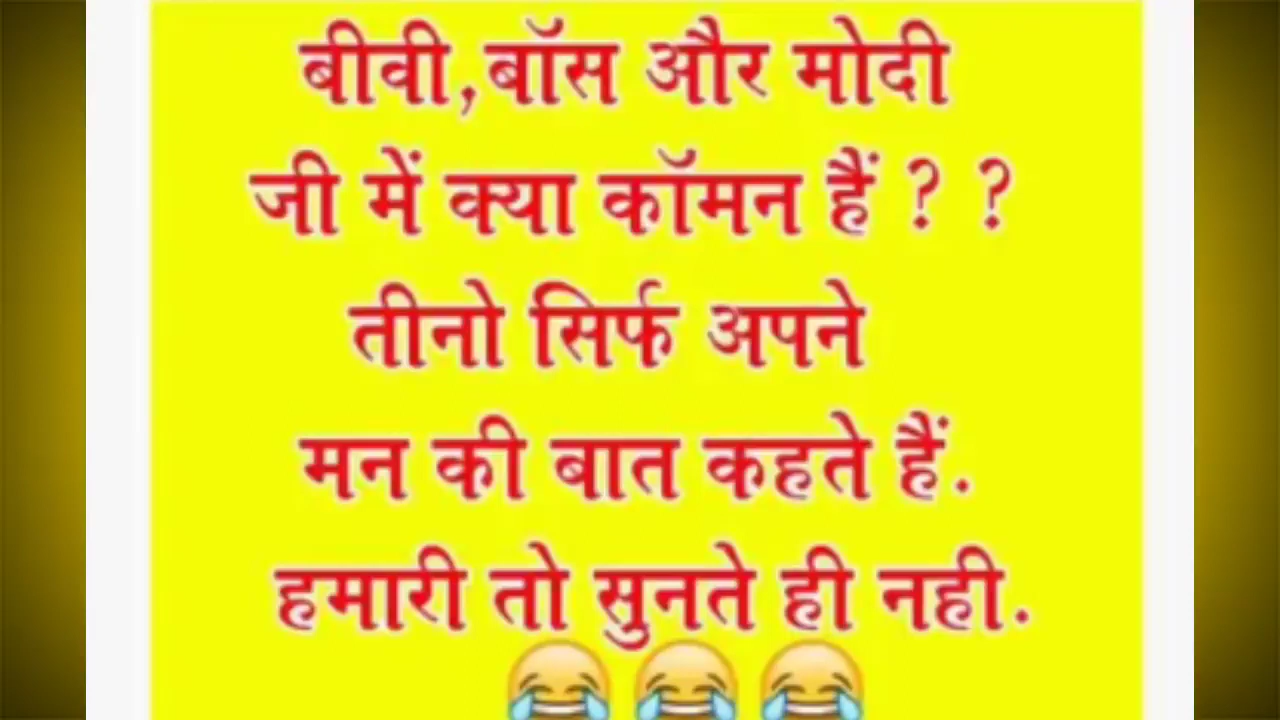 बीवी,बॉस और मोदी
जी में क्या कॉमन हैं ? ?
तीनो सिर्फ अपने
मन की बात कहते हैं.
हमारी तो सुनते ही नही.